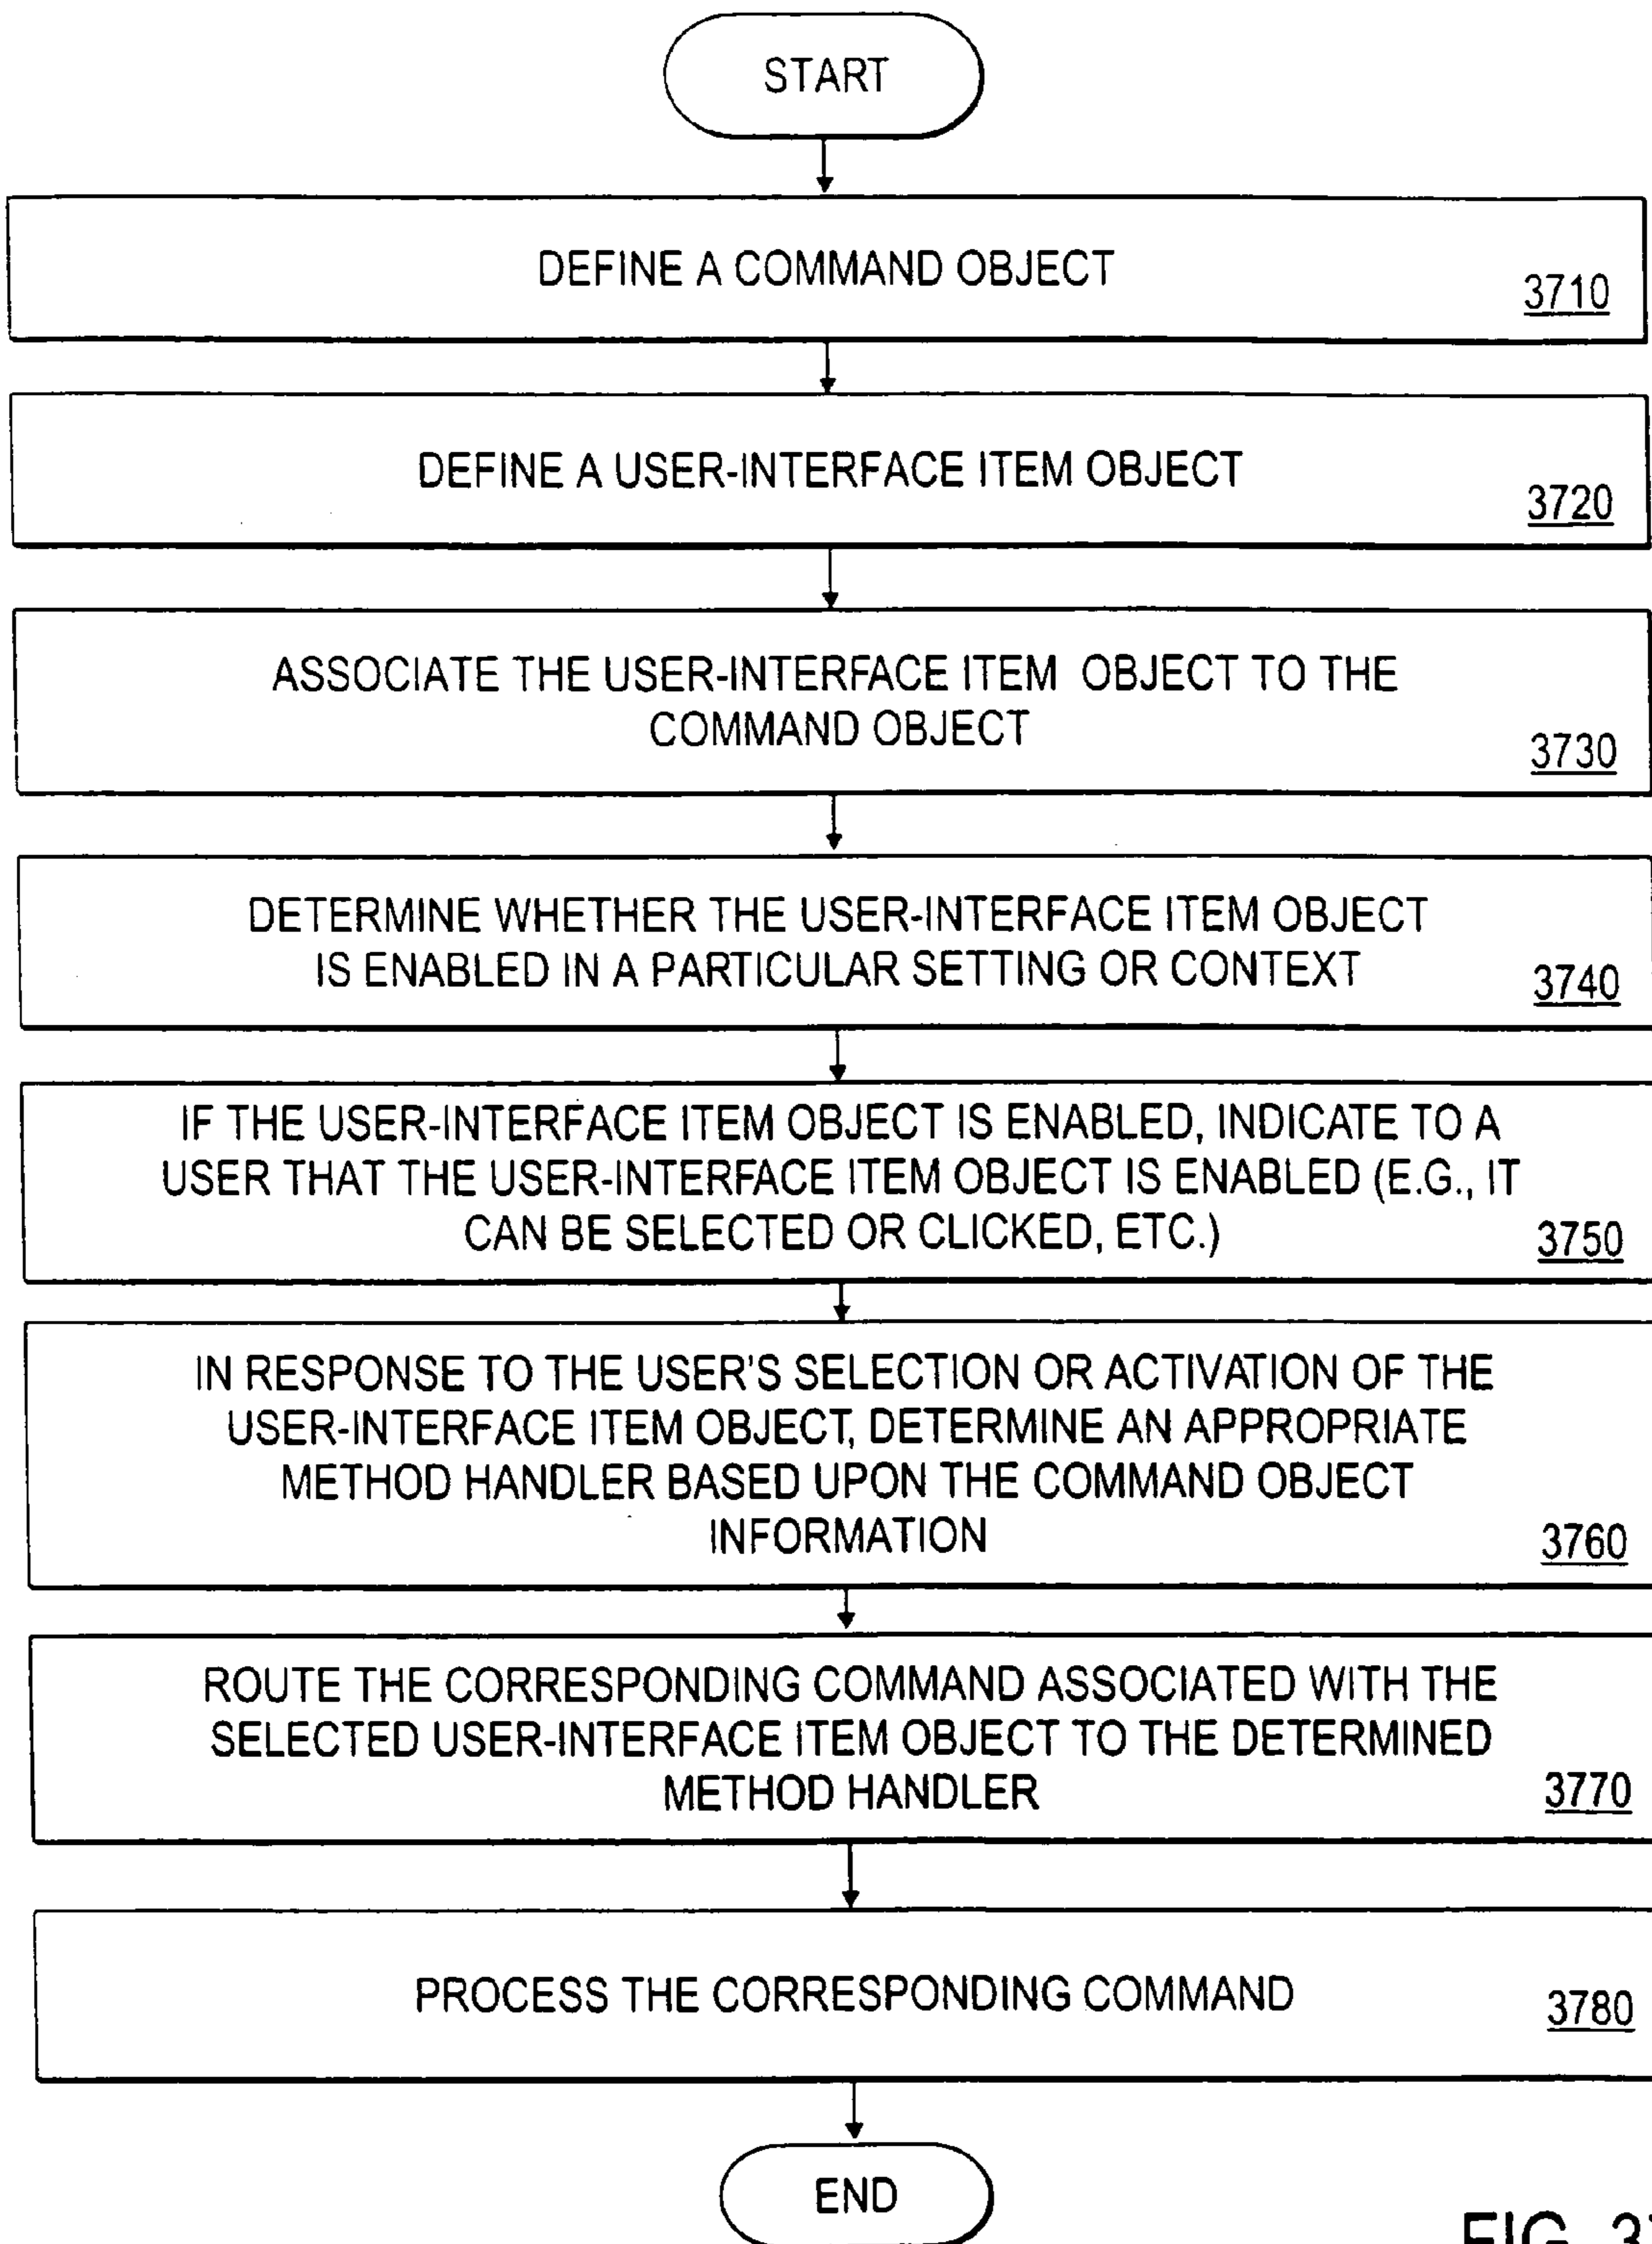 START
DEFINE A COMMAND OBJECT
3710
DEFINE A USER-INTERFACE ITEM OBJECT
3720
ASSOCIATE THE USER-INTERFACE ITEM OBJECT TO THE
COMMAND OBJECT
3730
DETERMINE WHETHER THE USER-INTERFACE ITEM OBJECT
IS ENABLED IN A PARTICULAR SETTING OR CONTEXT
3740
IF THE USER-INTERFACE ITEM OBJECT IS ENABLED, INDICATE TO A
USER THAT THE USER-INTERFACE ITEM OBJECT IS ENABLED (E.G., IT
CAN BE SELECTED OR CLICKED, ETC.)
3750
IN RESPONSE TO THE USER'S SELECTION OR ACTIVATION OF THE
USER-INTERFACE ITEM OBJECT, DETERMINE AN APPROPRIATE
METHOD HANDLER BASED UPON THE COMMAND OBJECT
INFORMATION
3760
ROUTE THE CORRESPONDING COMMAND ASSOCIATED WITH THE
SELECTED USER-INTERFACE ITEM OBJECT TO THE DETERMINED
METHOD HANDLER
3770
PROCESS THE CORRESPONDING COMMAND
3780
END
FIG. 37